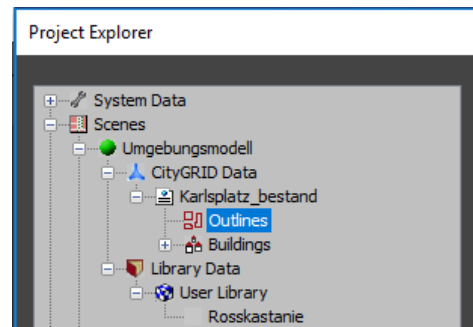 Project Explorer
System Data
Scenes
Umgebungsmodell
CityGRID Data
Karlsplatz_bestand
Outlines
Buildings
Library Data
User Library
Rosskastanie